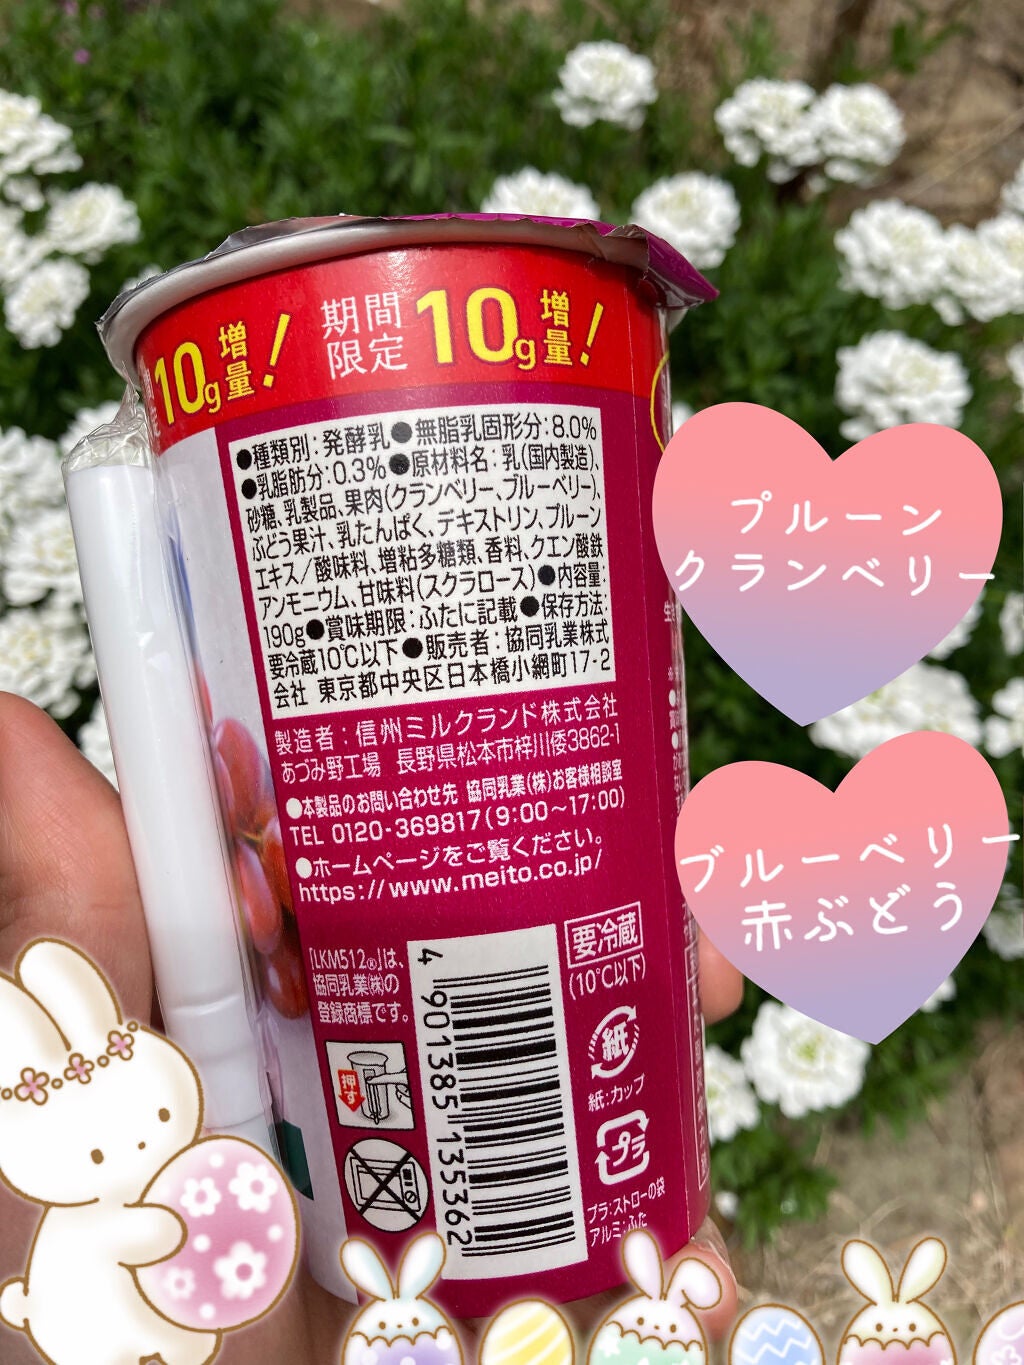 10g増量！
期間限定 10g増量！
●種類別：発酵乳●無脂乳固形分：8.0%
●乳脂肪分：0.3%●原材料名：乳(国内製造)、
砂糖、乳製品、果肉(クランベリー、ブルーベリー)、
ぶどう果汁、乳たんぱく、デキストリン、プルーン
エキス／酸味料、増粘多糖類、香料、クエン酸鉄
アンモニウム、甘味料(スクラロース)●内容量：
190g●賞味期限：ふたに記載●保存方法：
要冷蔵10℃以下●販売者：協同乳業株式
会社 東京都中央区日本橋小網町17-2
製造者：信州ミルクランド株式会社
あづみ野工場 長野県松本市梓川倭3862-1
●本製品のお問い合わせ先 協同乳業(株)お客様相談室
TEL 0120-369817(9:00〜17:00)
●ホームページをご覧ください。
https://www.meito.co.jp/
「LKM512®」は、
協同乳業㈱の
登録商標です。
要冷蔵
(10℃以下)
押す
4 901385 135362
紙
紙：カップ
プラ
プラ：ストローの袋
アルミ：ふた
プルーン
クランベリー
ブルーベリー
赤ぶどう